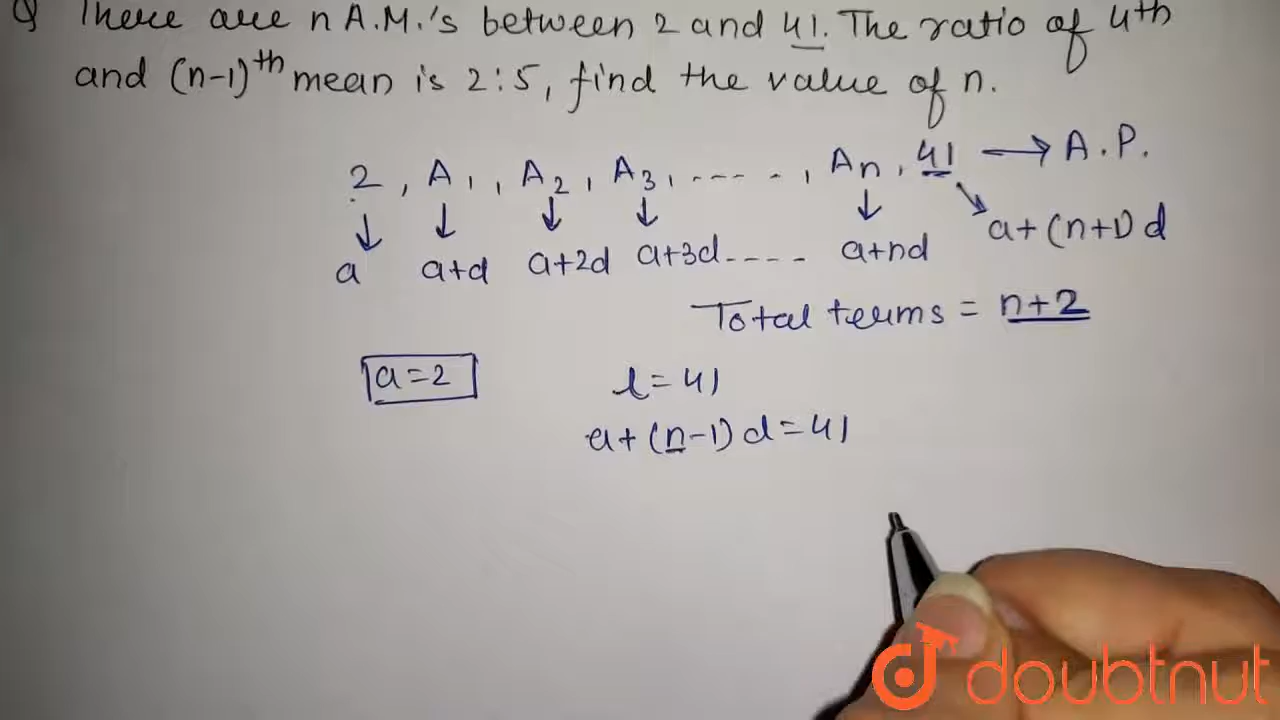 Q There are n A.M.'s between 2 and 41. The ratio of 4th
and (n-1)th mean is 2:5, find the value of n.
2, A1, A2, A3, ....., An, 41 → A.P.
a a+d a+2d a+3d.... a+nd a+(n+1)d
Total terms = n+2
a=2 l=41
a+(n-1)d=41
doubtnut